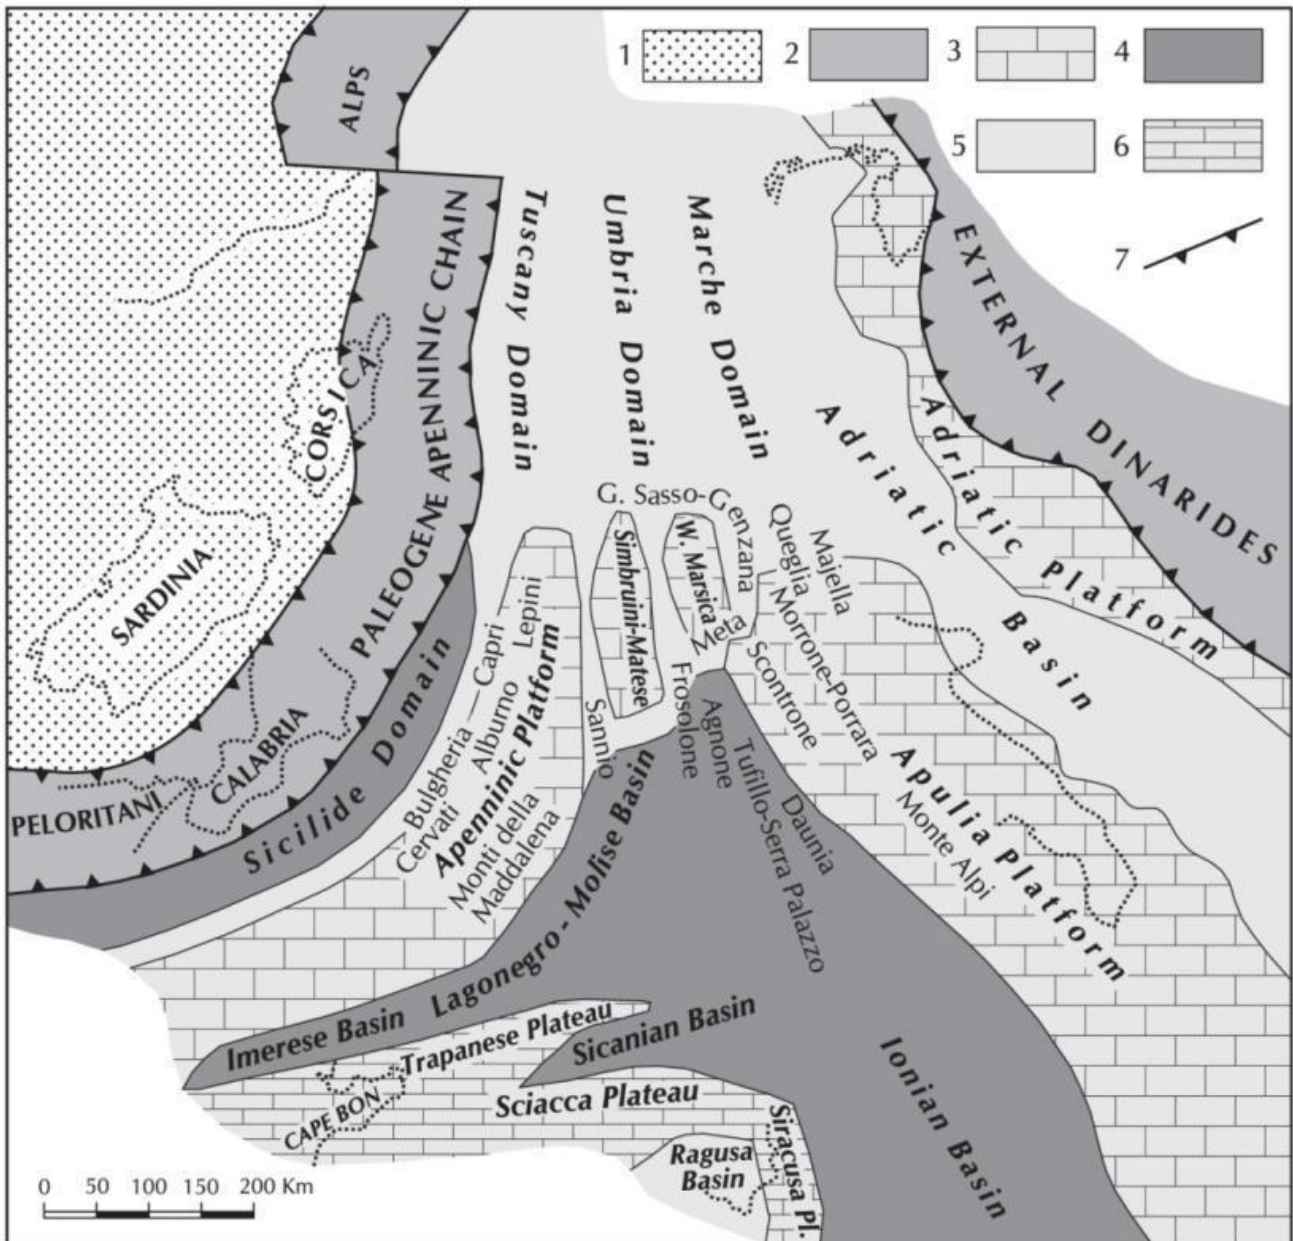 1
2
3
4
5
6
7
ALPS
Tuscany Domain
Umbria Domain
Marche Domain
EXTERNAL DINARIDES
PALEOGENE APENNINIC CHAIN
CORSICA
SARDINIA
Adriatic Basin
Adriatic Platform
G. Sasso-Genzana
Queglia
Majella
Simbruini-Matese
W. Marsica
Meta
Morrone-Porrara
Scontrone
Capri
Lepini
Bulgheria
Alburno
Cervati
Apenninic Platform
Monti della
Maddalena
Sannio
Frosolone
Agnone
Tufillo-Serra Palazzo
Daunia
Apulia Platform
Monte Alpi
PELORITANI
CALABRIA
Sicilide Domain
Imerese Basin
Lagonegro - Molise Basin
Trapanese Plateau
Sicanian Basin
CAPE BON
Sciacca Plateau
Ionian Basin
Siracusa Pl.
Ragusa
Basin
0 50 100 150 200 Km